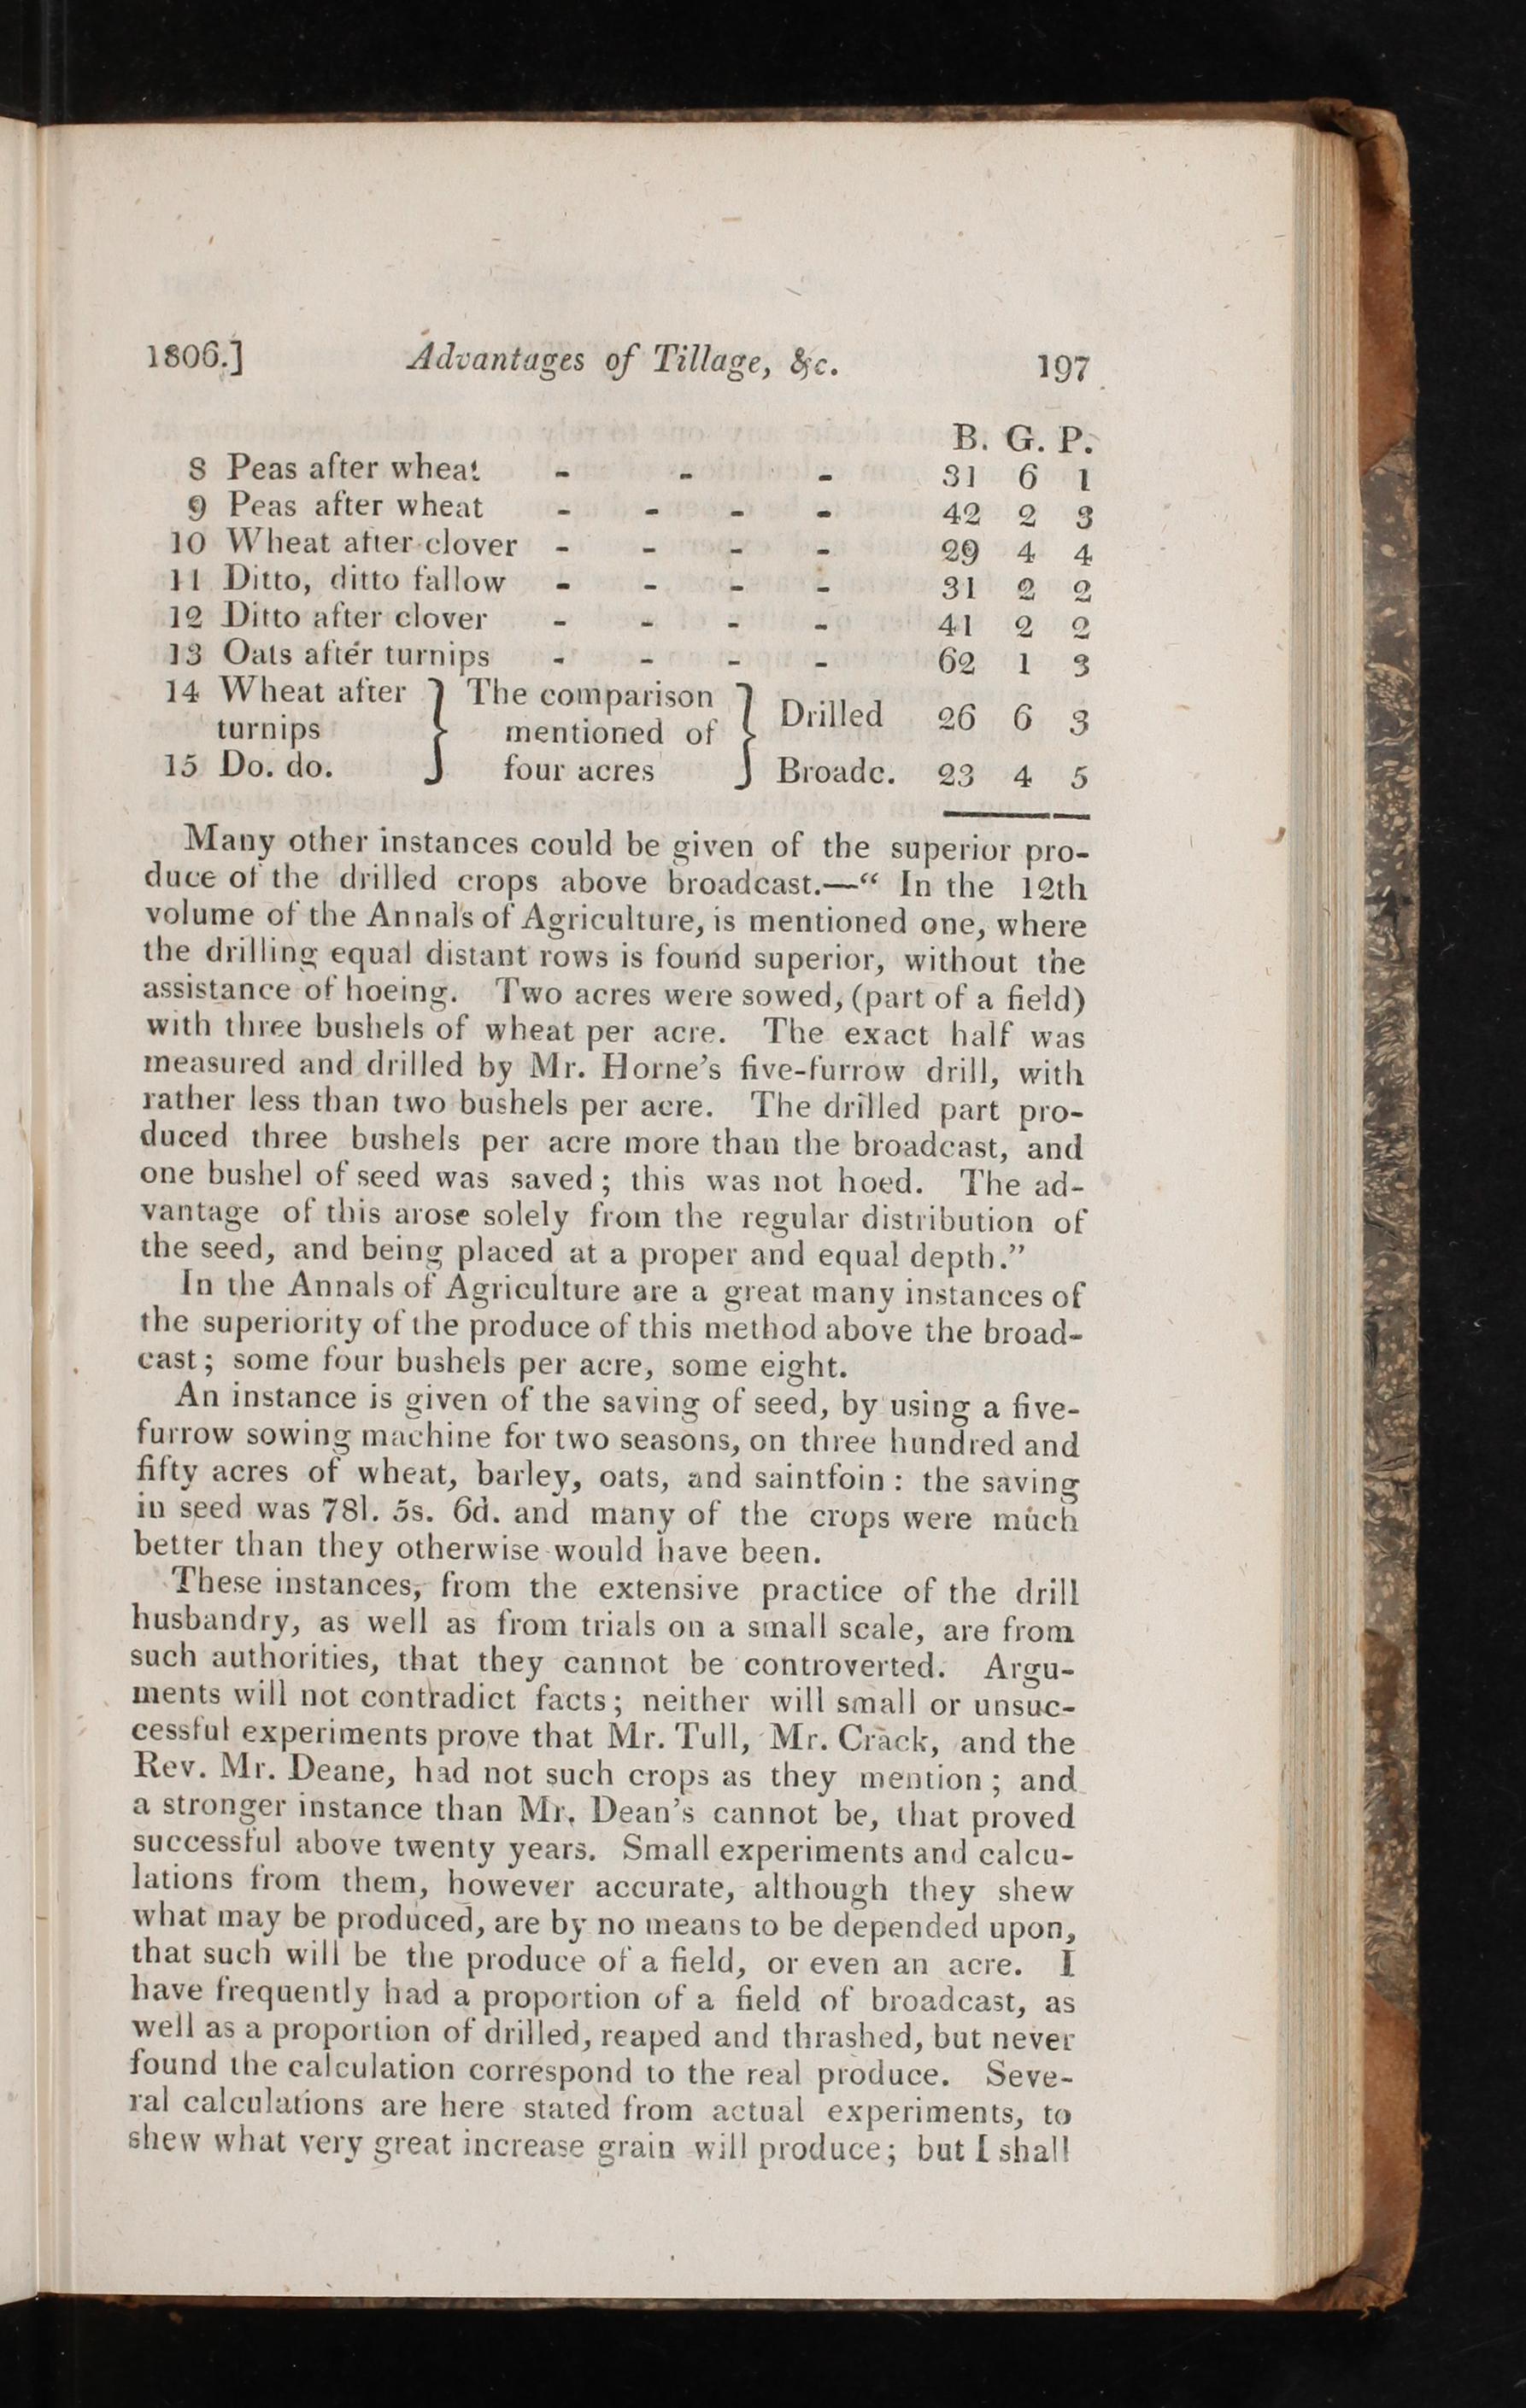 1806.] Advantages of Tillage, &c. 197
B. G. P.
8 Peas after wheat - - - 31 6 1
9 Peas after wheat - - - - 42 2 3
10 Wheat after clover - - - - 29 4 4
11 Ditto, ditto fallow - - - - 31 2 2
12 Ditto after clover - - - - 41 2 2
13 Oats after turnips - - - - 62 1 3
14 Wheat after } The comparison } Drilled 26 6 3
turnips mentioned of
15 Do. do. four acres Broadc. 23 4 5
Many other instances could be given of the superior pro-
duce of the drilled crops above broadcast.—“ In the 12th
volume of the Annals of Agriculture, is mentioned one, where
the drilling equal distant rows is found superior, without the
assistance of hoeing. Two acres were sowed, (part of a field)
with three bushels of wheat per acre. The exact half was
measured and drilled by Mr. Horne’s five-furrow drill, with
rather less than two bushels per acre. The drilled part pro-
duced three bushels per acre more than the broadcast, and
one bushel of seed was saved; this was not hoed. The ad-
vantage of this arose solely from the regular distribution of
the seed, and being placed at a proper and equal depth.”
In the Annals of Agriculture are a great many instances of
the superiority of the produce of this method above the broad-
cast; some four bushels per acre, some eight.
An instance is given of the saving of seed, by using a five-
furrow sowing machine for two seasons, on three hundred and
fifty acres of wheat, barley, oats, and saintfoin: the saving
in seed was 78l. 5s. 6d. and many of the crops were much
better than they otherwise would have been.
These instances, from the extensive practice of the drill
husbandry, as well as from trials on a small scale, are from
such authorities, that they cannot be controverted. Argu-
ments will not contradict facts; neither will small or unsuc-
cessful experiments prove that Mr. Tull, Mr. Crack, and the
Rev. Mr. Deane, had not such crops as they mention; and
a stronger instance than Mr. Dean’s cannot be, that proved
successful above twenty years. Small experiments and calcu-
lations from them, however accurate, although they shew
what may be produced, are by no means to be depended upon,
that such will be the produce of a field, or even an acre. I
have frequently had a proportion of a field of broadcast, as
well as a proportion of drilled, reaped and thrashed, but never
found the calculation correspond to the real produce. Seve-
ral calculations are here stated from actual experiments, to
shew what very great increase grain will produce; but I shall